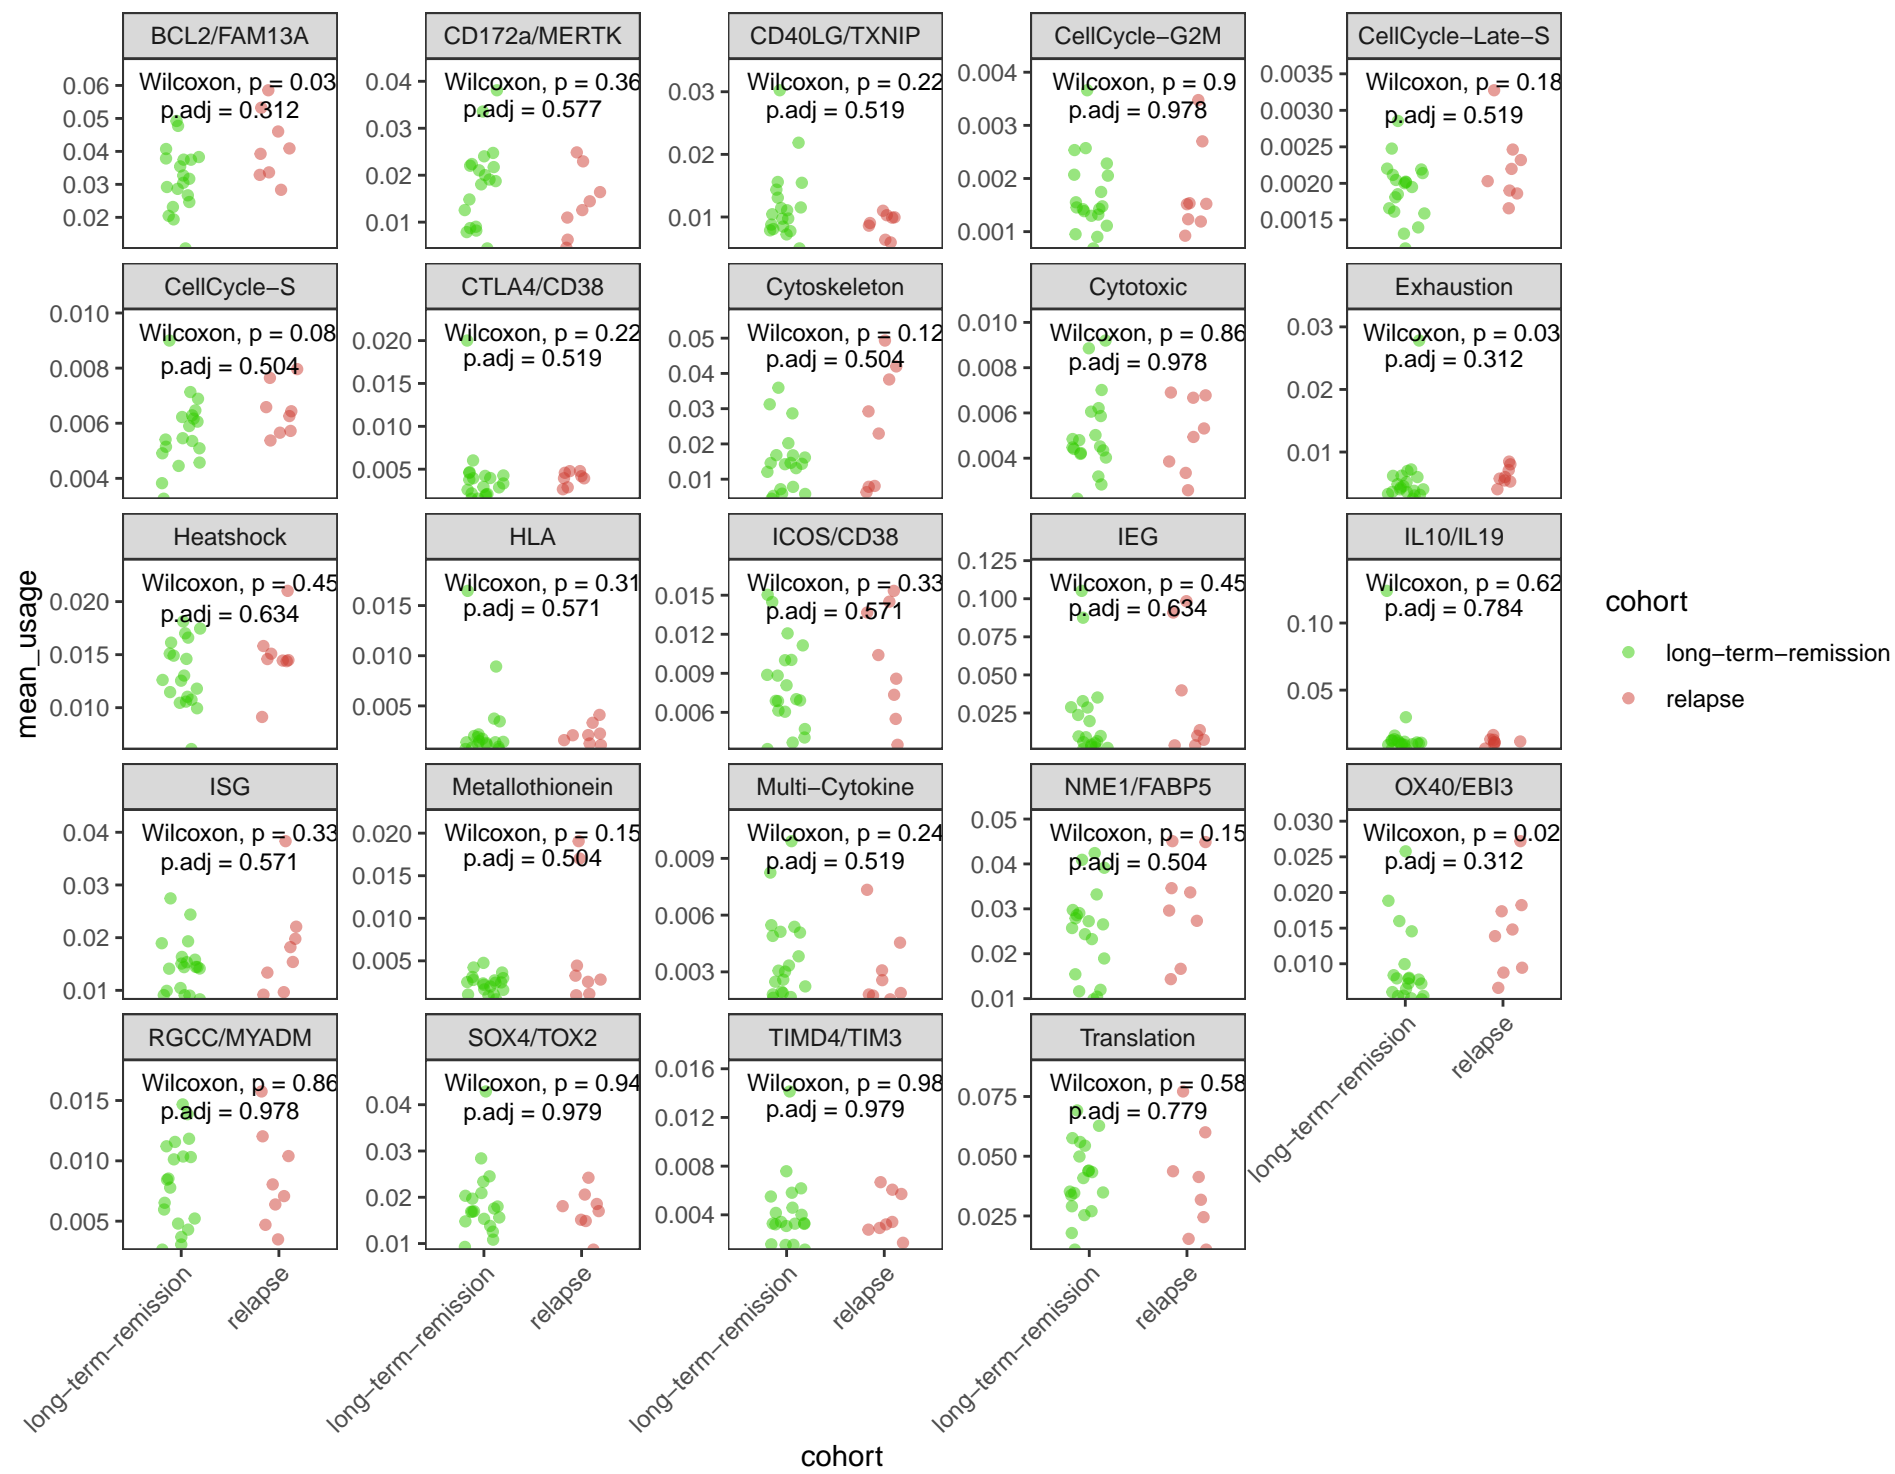 BCL2/FAM13A
CD172a/MERTK
CD40LG/TXNIP
CellCycle−G2M
CellCycle−Late−S
Wilcoxon, p = 0.03
p.adj = 0.312
0.06
0.05
0.04
0.03
0.02
Wilcoxon, p = 0.36
p.adj = 0.577
0.04
0.03
0.02
0.01
Wilcoxon, p = 0.22
p.adj = 0.519
0.03
0.02
0.01
Wilcoxon, p = 0.9
p.adj = 0.978
0.004
0.003
0.002
0.001
Wilcoxon, p = 0.18
p.adj = 0.519
0.0035
0.0030
0.0025
0.0020
0.0015
CellCycle−S
CTLA4/CD38
Cytoskeleton
Cytotoxic
Exhaustion
Wilcoxon, p = 0.08
p.adj = 0.504
0.010
0.008
0.006
0.004
Wilcoxon, p = 0.22
p.adj = 0.519
0.020
0.015
0.010
0.005
Wilcoxon, p = 0.12
p.adj = 0.504
0.05
0.04
0.03
0.02
0.01
Wilcoxon, p = 0.86
p.adj = 0.978
0.010
0.008
0.006
0.004
Wilcoxon, p = 0.03
p.adj = 0.312
0.03
0.02
0.01
Heatshock
HLA
ICOS/CD38
IEG
IL10/IL19
Wilcoxon, p = 0.45
p.adj = 0.634
0.020
0.015
0.010
Wilcoxon, p = 0.31
p.adj = 0.571
0.015
0.010
0.005
Wilcoxon, p = 0.33
p.adj = 0.571
0.015
0.012
0.009
0.006
Wilcoxon, p = 0.45
p.adj = 0.634
0.125
0.100
0.075
0.050
0.025
Wilcoxon, p = 0.62
p.adj = 0.784
0.10
0.05
ISG
Metallothionein
Multi−Cytokine
NME1/FABP5
OX40/EBI3
Wilcoxon, p = 0.33
p.adj = 0.571
0.04
0.03
0.02
0.01
Wilcoxon, p = 0.15
p.adj = 0.504
0.020
0.015
0.010
0.005
Wilcoxon, p = 0.24
p.adj = 0.519
0.009
0.006
0.003
Wilcoxon, p = 0.15
p.adj = 0.504
0.05
0.04
0.03
0.02
0.01
Wilcoxon, p = 0.02
p.adj = 0.312
0.030
0.025
0.020
0.015
0.010
long−term−remission
relapse
RGCC/MYADM
SOX4/TOX2
TIMD4/TIM3
Translation
Wilcoxon, p = 0.86
p.adj = 0.978
0.015
0.010
0.005
Wilcoxon, p = 0.94
p.adj = 0.979
0.04
0.03
0.02
0.01
Wilcoxon, p = 0.98
p.adj = 0.979
0.016
0.012
0.008
0.004
Wilcoxon, p = 0.58
p.adj = 0.779
0.075
0.050
0.025
long−term−remission
relapse
long−term−remission
relapse
long−term−remission
relapse
long−term−remission
relapse
cohort
mean_usage
cohort
long−term−remission
relapse